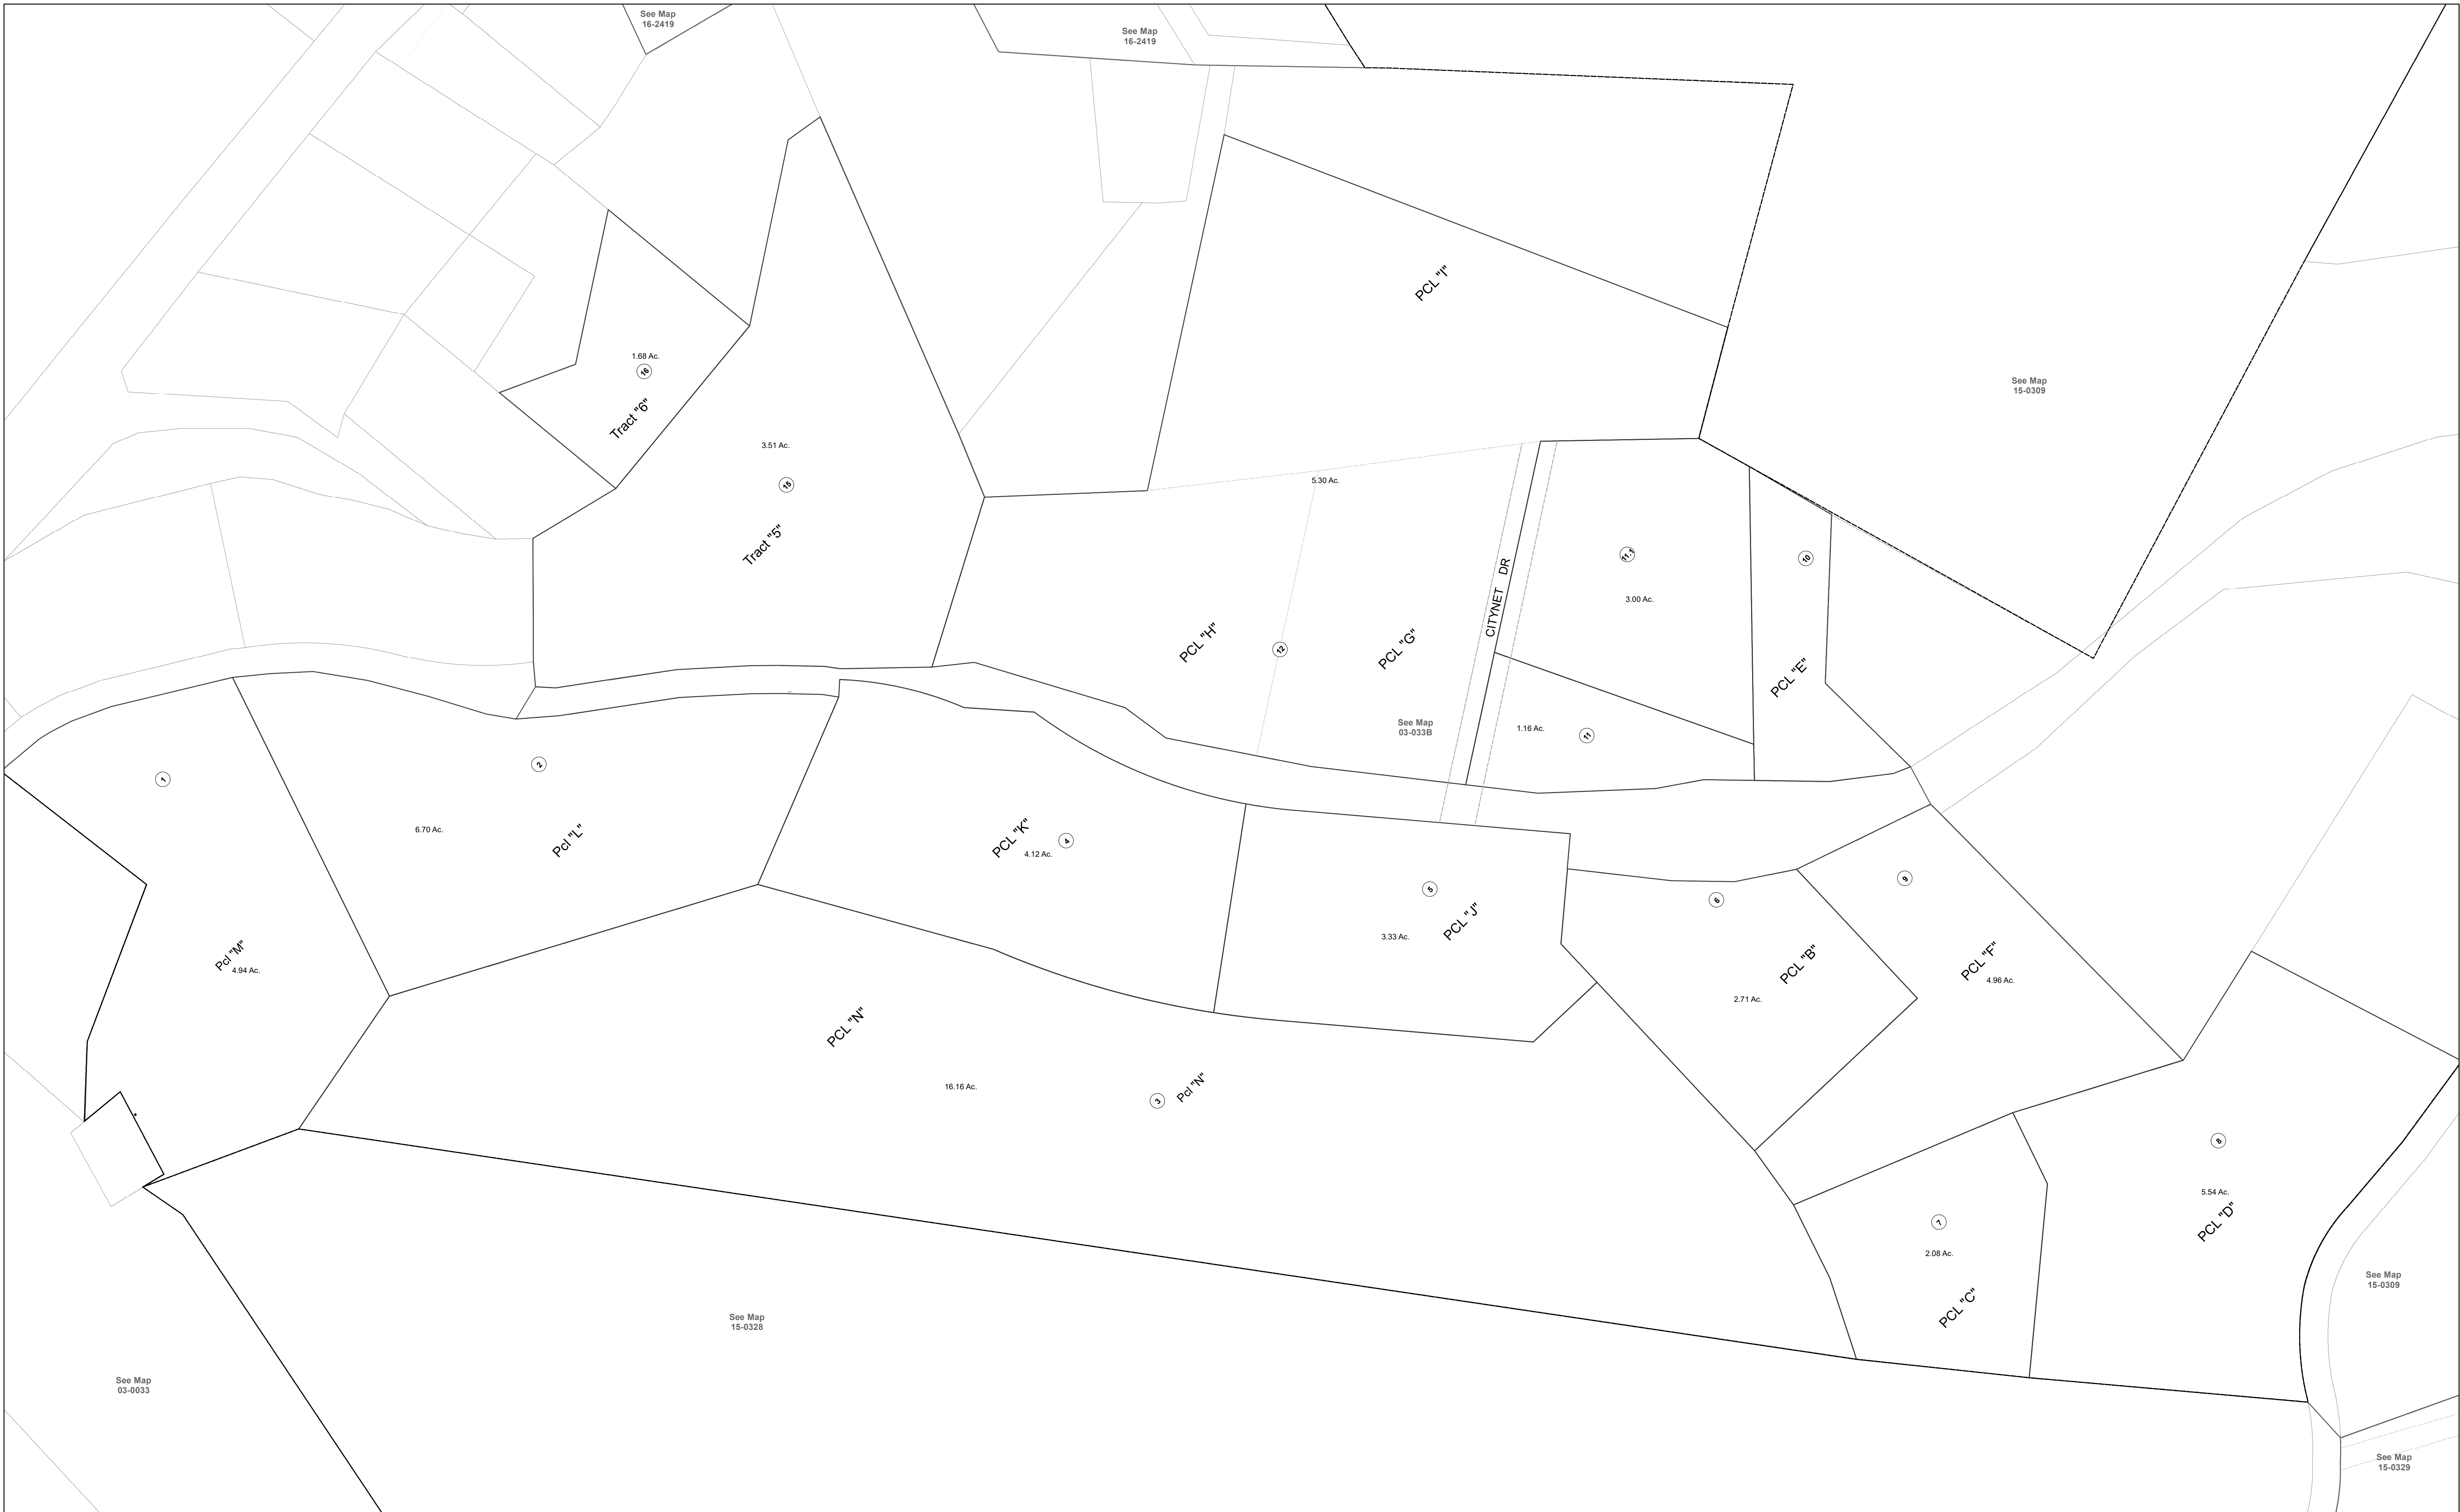 See Map
16-2419
See Map
16-2419
PCL "I"
1.68 Ac.
16
Tract "6"
See Map
15-0309
3.51 Ac.
15
Tract "5"
5.30 Ac.
CITYNET DR
11.1
10
3.00 Ac.
PCL "H"
12
PCL "G"
PCL "E"
See Map
03-033B
1.16 Ac.
11
1
2
6.70 Ac.
Pcl "L"
PCL "K"
4
4.12 Ac.
5
3.33 Ac.
PCL "J"
6
9
PCL "B"
2.71 Ac.
PCL "F"
4.96 Ac.
Pcl "M"
4.94 Ac.
PCL "N"
16.16 Ac.
3
Pcl "N"
8
5.54 Ac.
PCL "D"
7
2.08 Ac.
PCL "C"
See Map
15-0309
See Map
15-0328
See Map
03-0033
See Map
15-0329